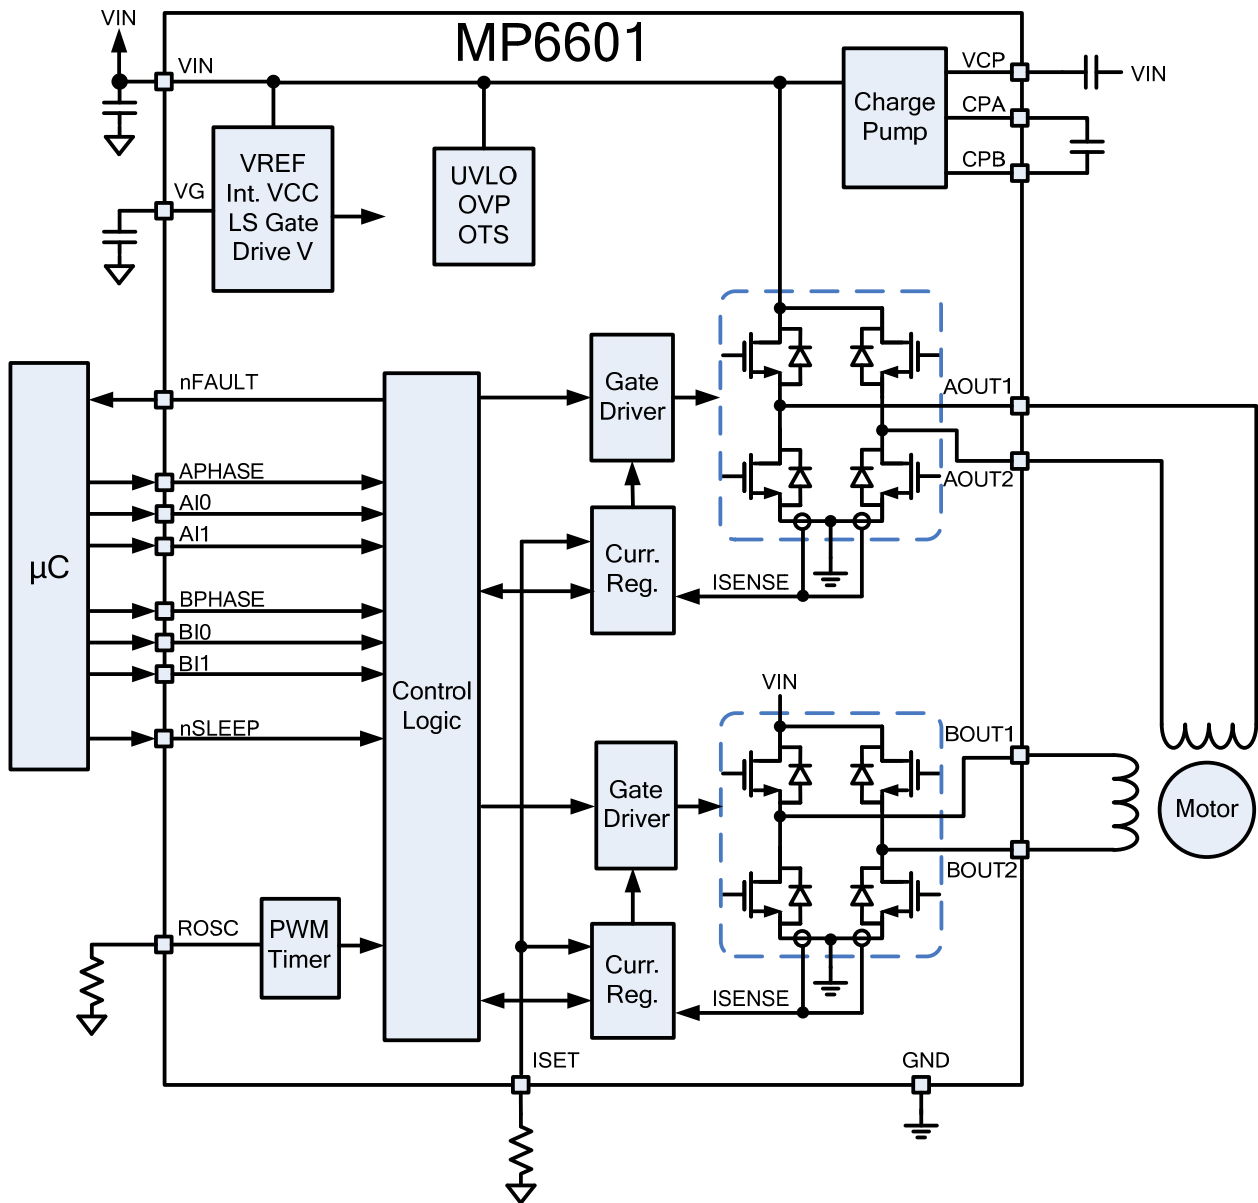 VIN
MP6601
VIN
VCP
VIN
CPA
CPB
Charge
Pump
VREF
Int. VCC
LS Gate
Drive V
UVLO
OVP
OTS
VG
nFAULT
Gate
Driver
AOUT1
AOUT2
APHASE
AI0
AI1
µC
Curr.
Reg.
ISENSE
BPHASE
BI0
BI1
Control
Logic
VIN
nSLEEP
BOUT1
Gate
Driver
Motor
BOUT2
ROSC
PWM
Timer
Curr.
Reg.
ISENSE
ISET
GND